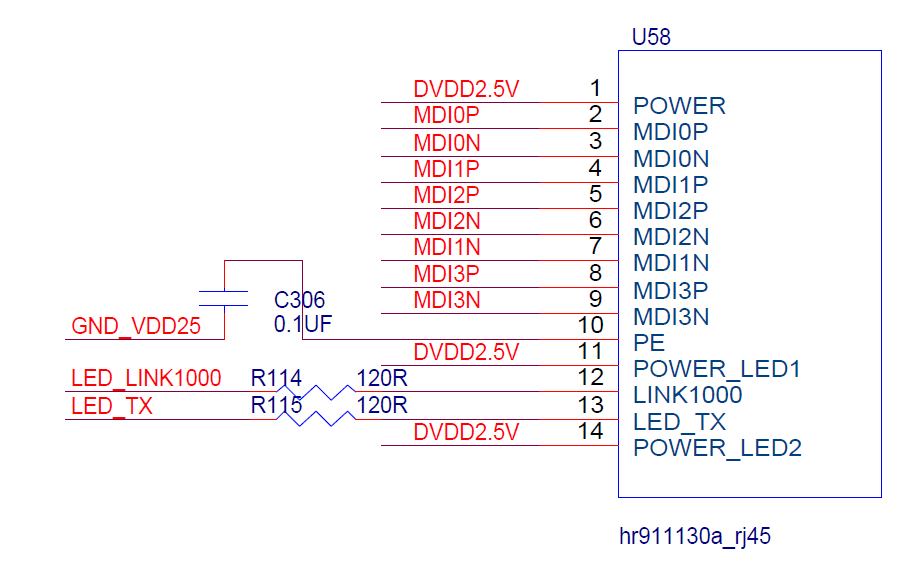 U58
DVDD2.5V 1 POWER
MDI0P 2 MDI0P
MDI0N 3 MDI0N
MDI1P 4 MDI1P
MDI2P 5 MDI2P
MDI2N 6 MDI2N
MDI1N 7 MDI1N
MDI3P 8 MDI3P
MDI3N 9 MDI3N
C306
0.1UF
GND_VDD25 10 PE
DVDD2.5V 11 POWER_LED1
LED_LINK1000 R114 120R 12 LINK1000
LED_TX R115 120R 13 LED_TX
DVDD2.5V 14 POWER_LED2
hr911130a_rj45